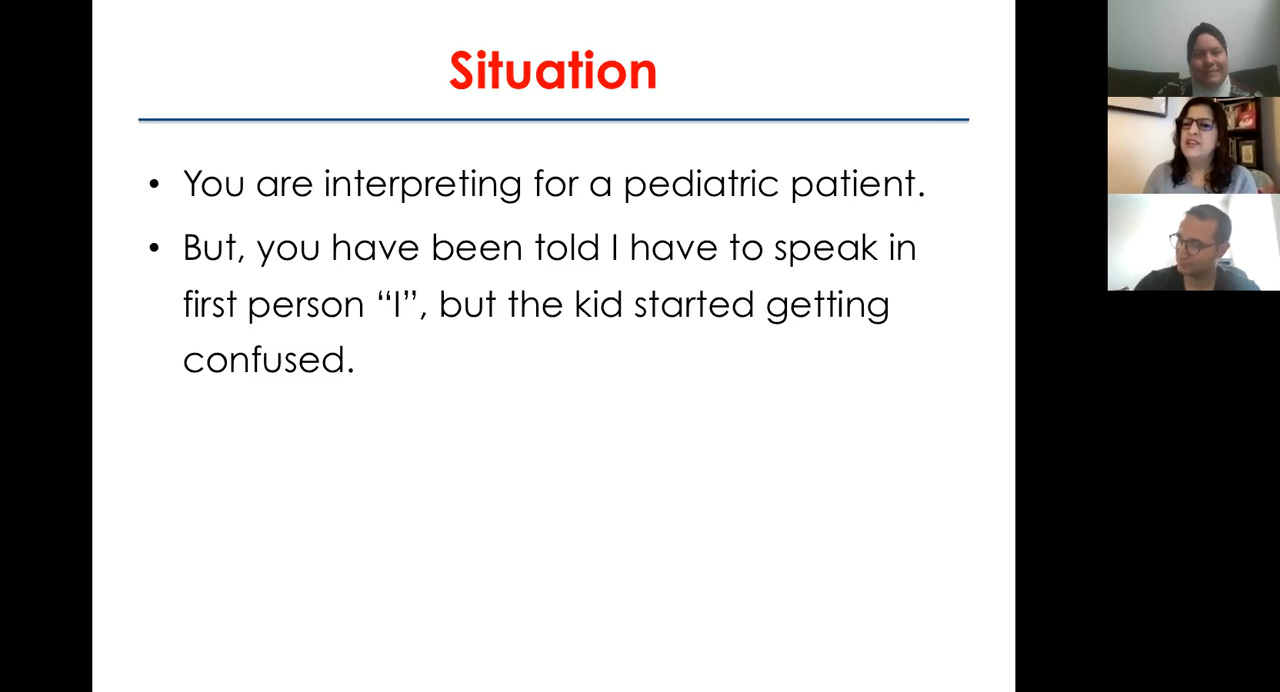 Situation
• You are interpreting for a pediatric patient.
• But, you have been told I have to speak in
first person “I”, but the kid started getting
confused.